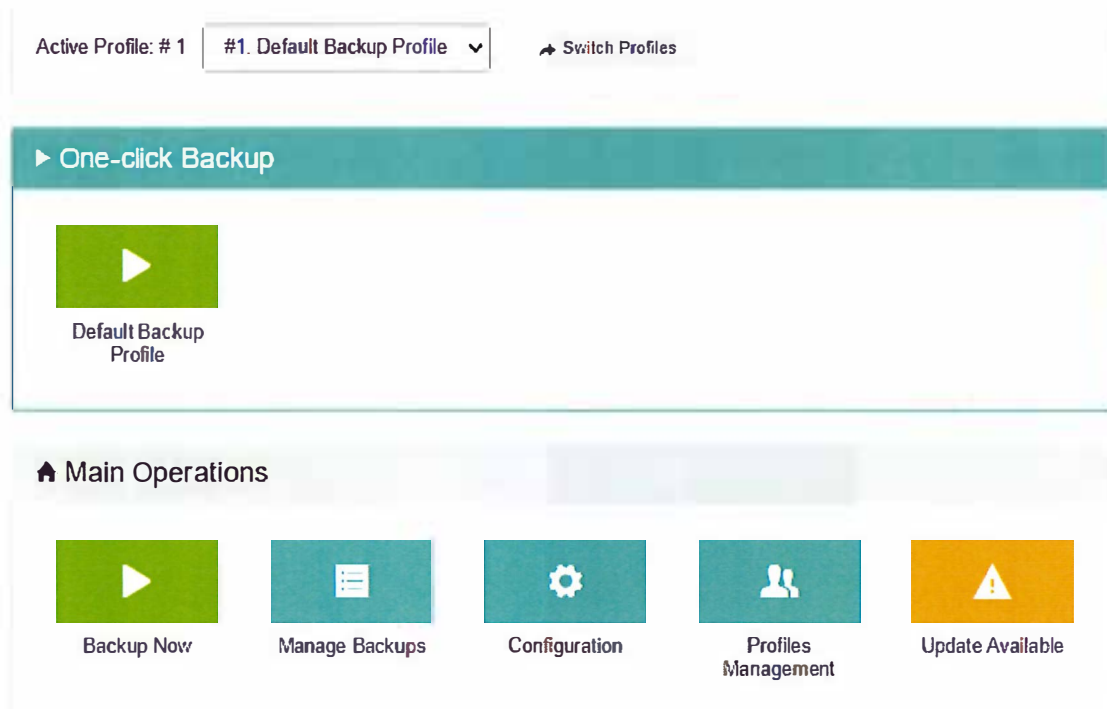 Active Profile: # 1 #1. Default Backup Profile Switch Profiles
One-click Backup
Default Backup
Profile
Main Operations
Backup Now Manage Backups Configuration Profiles Update Available
Management